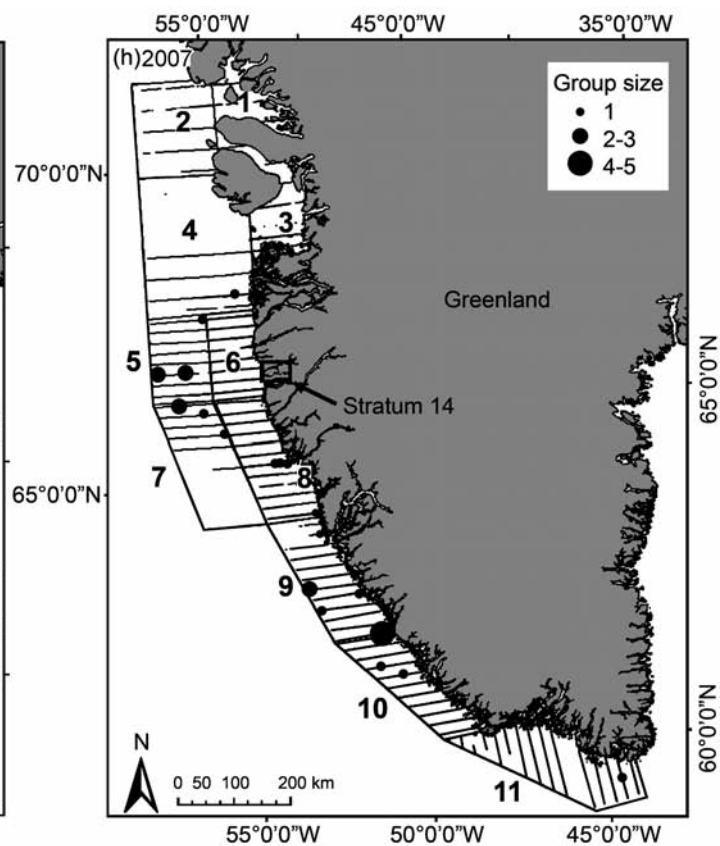 55°0'0"W 45°0'0"W 35°0'0"W
(h)2007
Group size
1
2-3
4-5
1
2
70°0'0"N
3
4
Greenland
5
6
65°0'0"N
Stratum 14
7
8
65°0'0"N
9
10
60°0'0"N
11
N
0 50 100 200 km
55°0'0"W 50°0'0"W 45°0'0"W